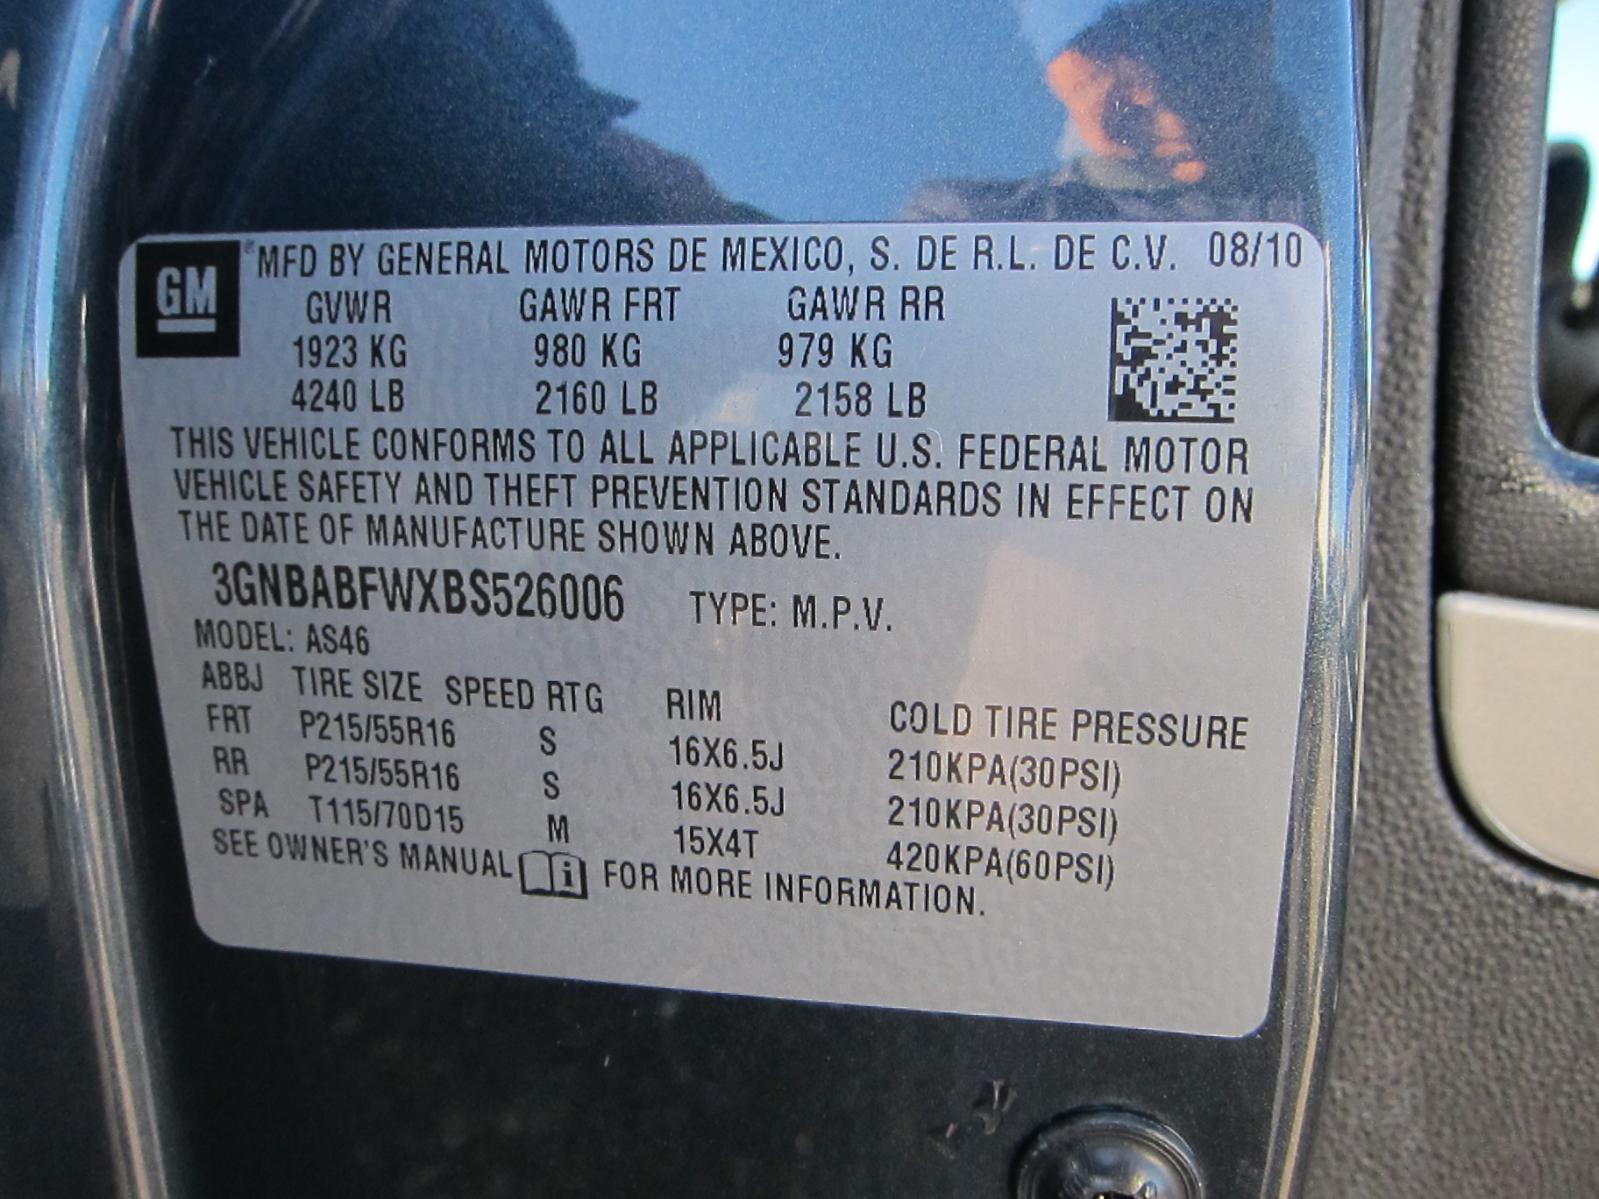 GM ® MFD BY GENERAL MOTORS DE MEXICO, S. DE R.L. DE C.V. 08/10
GVWR GAWR FRT GAWR RR
1923 KG 980 KG 979 KG
4240 LB 2160 LB 2158 LB
THIS VEHICLE CONFORMS TO ALL APPLICABLE U.S. FEDERAL MOTOR
VEHICLE SAFETY AND THEFT PREVENTION STANDARDS IN EFFECT ON
THE DATE OF MANUFACTURE SHOWN ABOVE.
3GNBABFWXBS526006 TYPE: M.P.V.
MODEL: AS46
ABBJ TIRE SIZE SPEED RTG RIM COLD TIRE PRESSURE
FRT P215/55R16 S 16X6.5J 210KPA(30PSI)
RR P215/55R16 S 16X6.5J 210KPA(30PSI)
SPA T115/70D15 M 15X4T 420KPA(60PSI)
SEE OWNER'S MANUAL i FOR MORE INFORMATION.